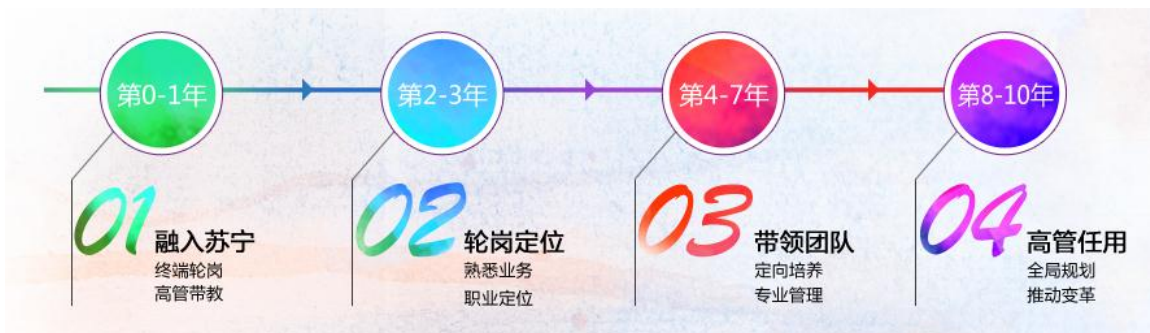 第0-1年
第2-3年
第4-7年
第8-10年
01
融入苏宁
终端轮岗
高管带教
02
轮岗定位
熟悉业务
职业定位
03
带领团队
定向培养
专业管理
04
高管任用
全局规划
推动变革